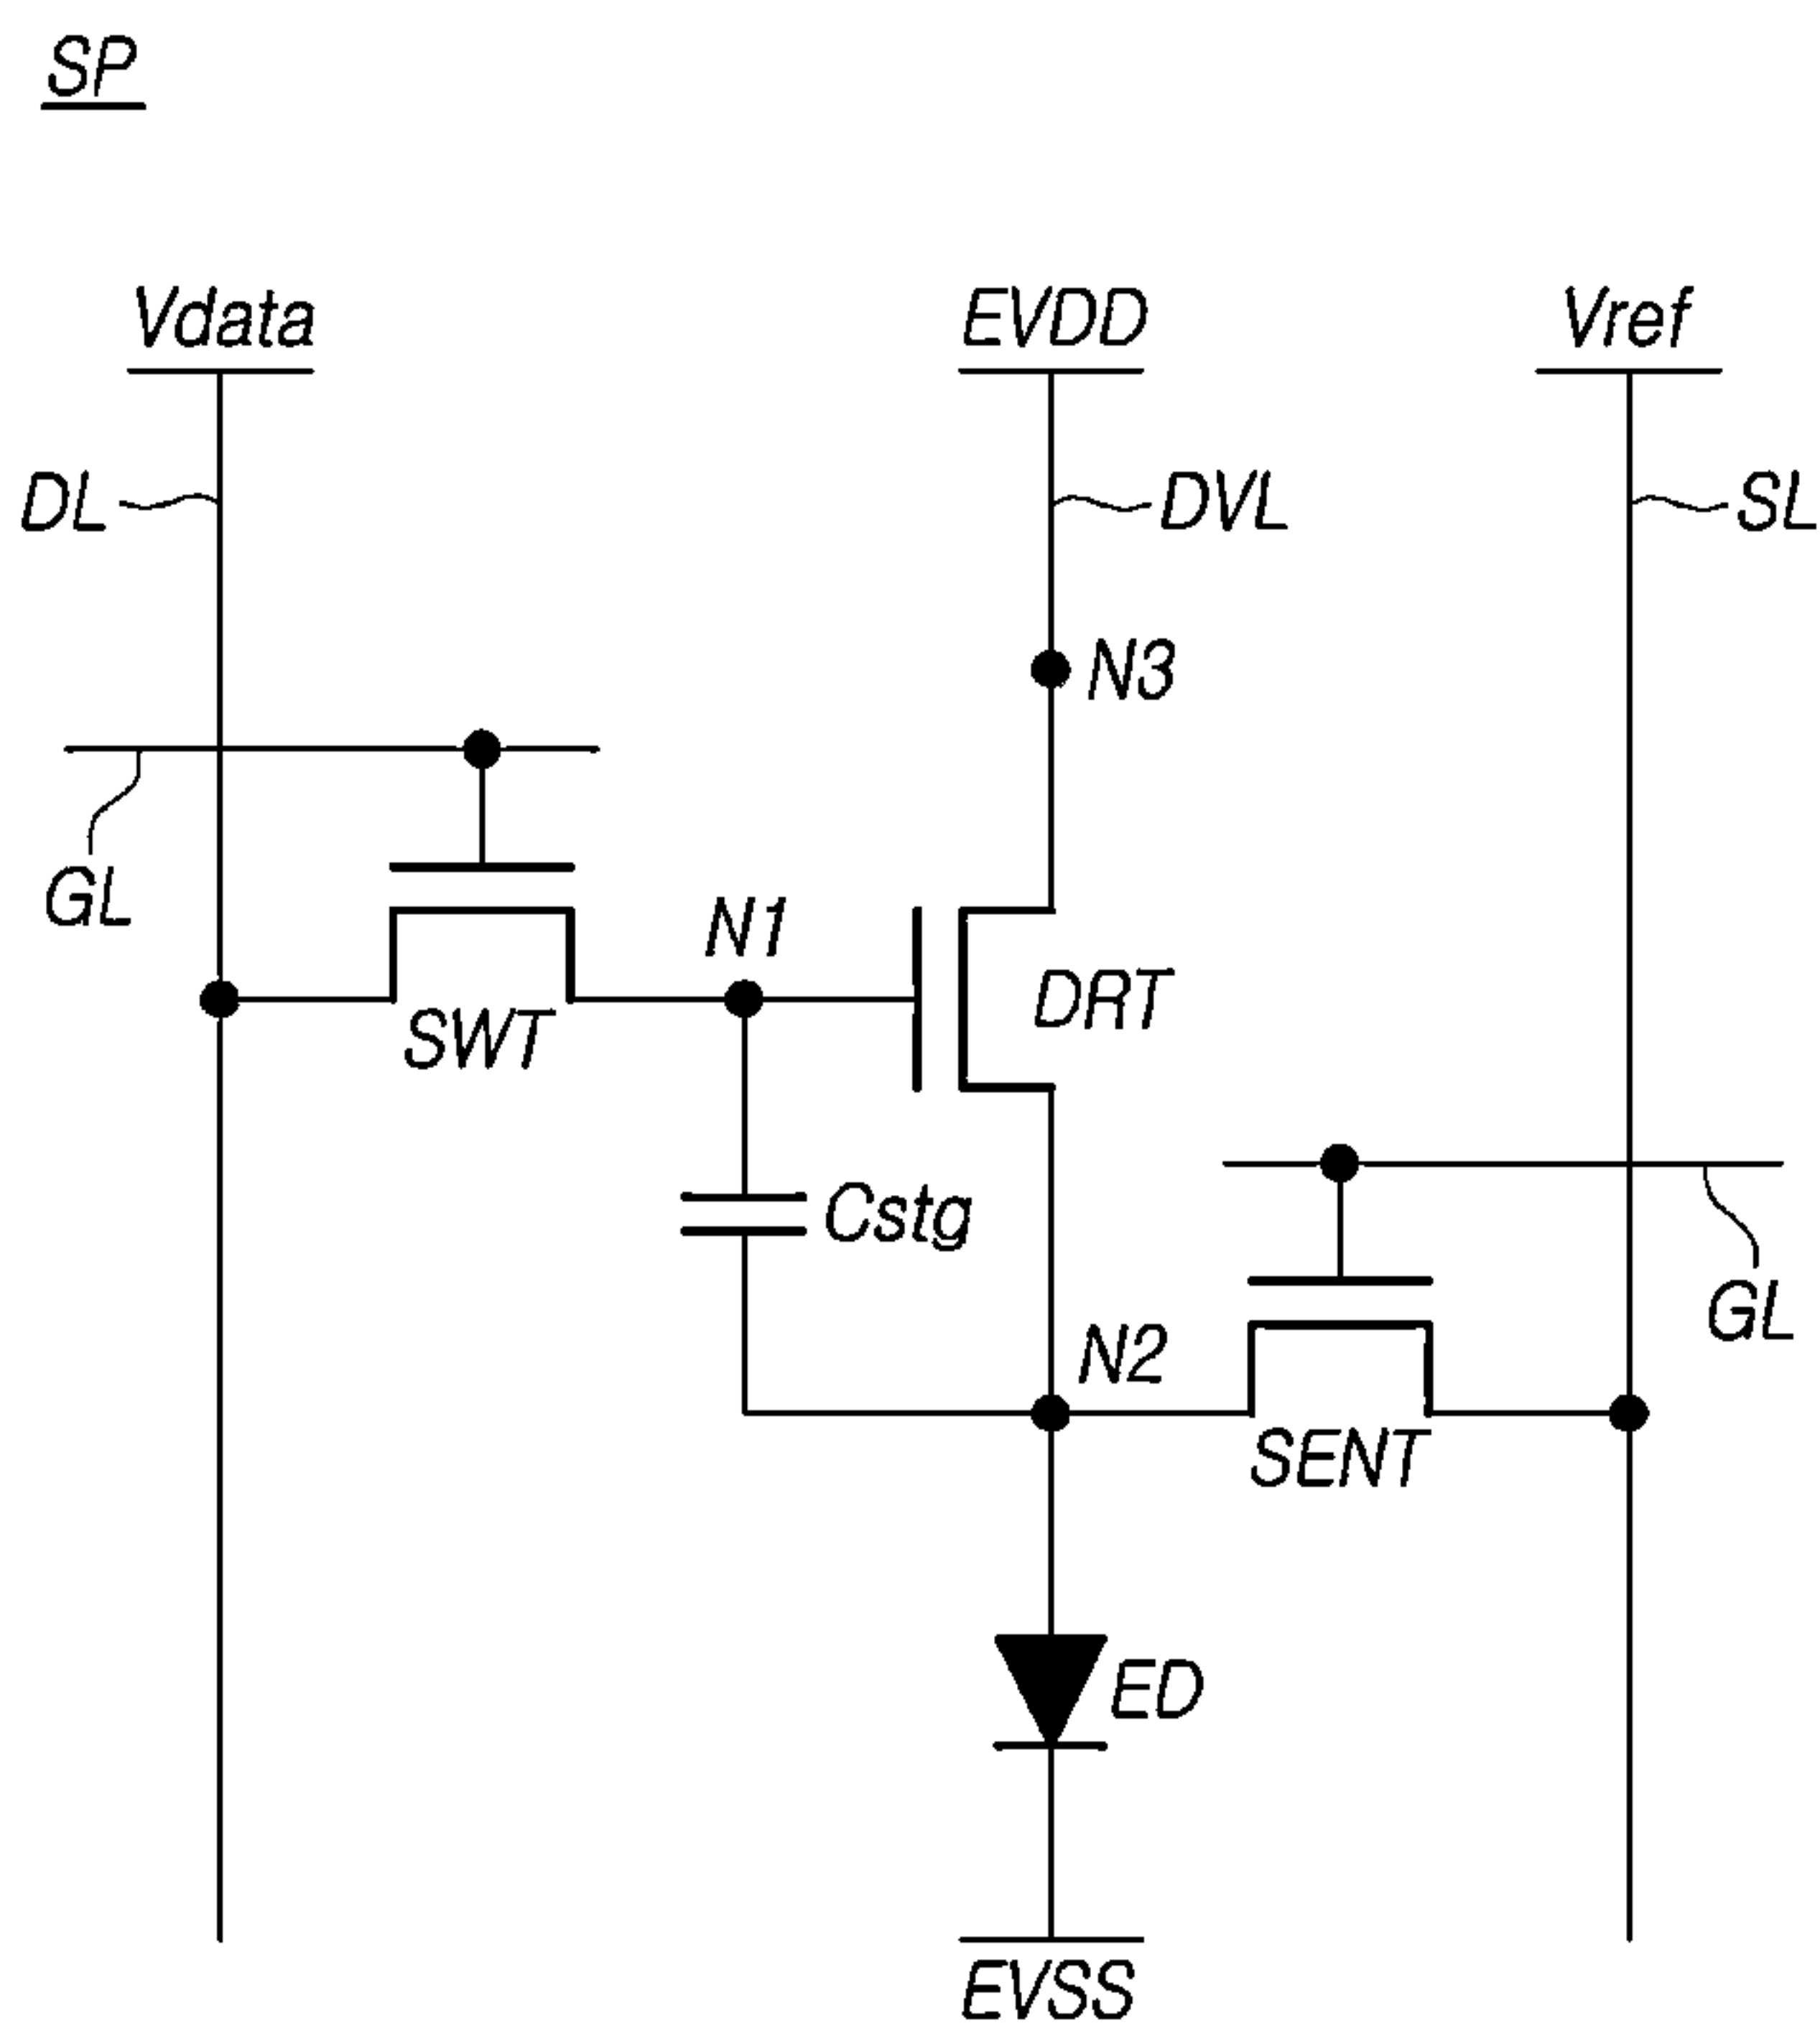 SP
Vdata
EVDD
Vref
DL
DVL
SL
N3
GL
N1
DRT
SWT
Cstg
GL
N2
SENT
ED
EVSS